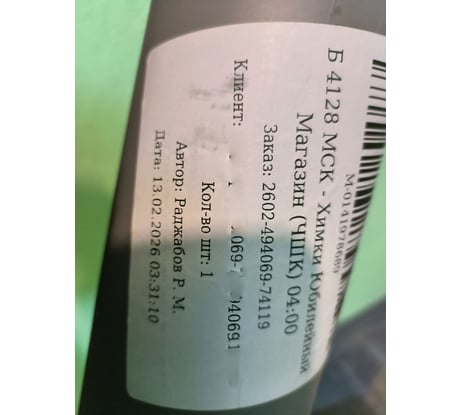 М-0141978689
Б 4128 МСК - Химки Юбилейный
Магазин (ЧШК) 04:00
Заказ: 2602-494069-74119
Клиент:
Кол-во шт: 1
Автор: Раджабов Р. М.
Дата: 13.02.2026 03:31:10